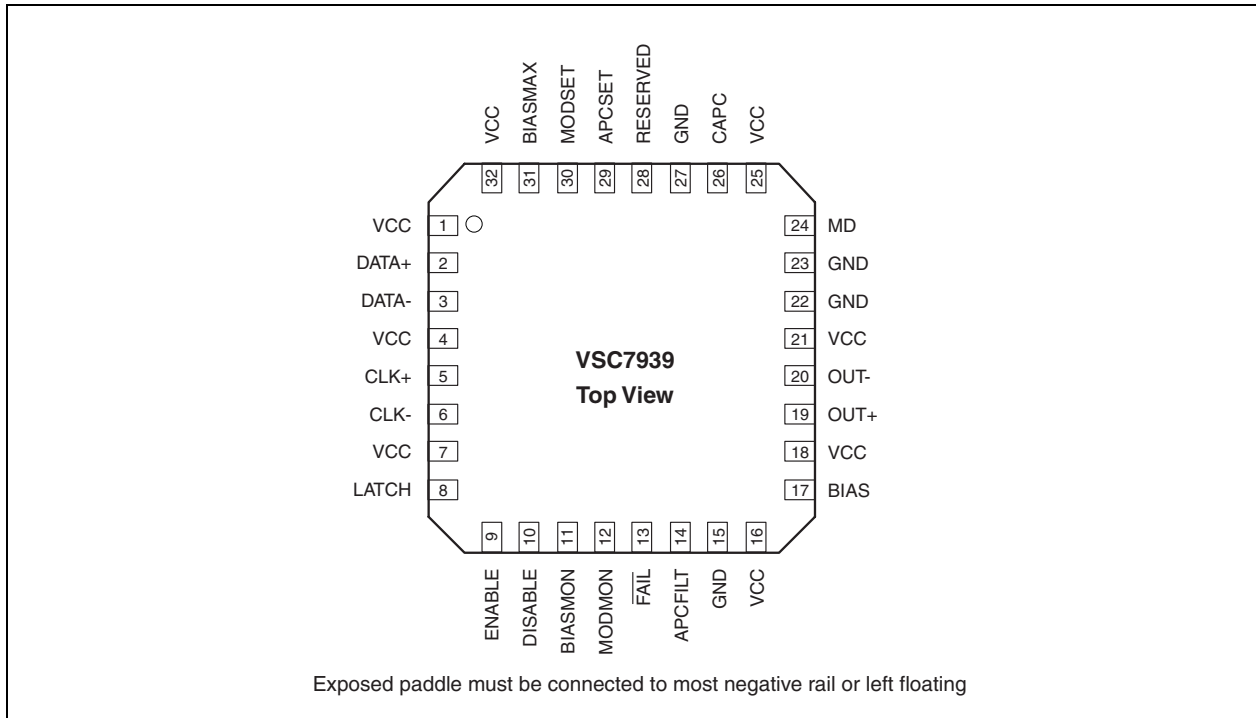 VCC
BIASMAX
MODSET
APCSET
RESERVED
GND
CAPC
VCC
32
31
30
29
28
27
26
25
VCC 1
DATA+ 2
DATA- 3
VCC 4
CLK+ 5
CLK- 6
VCC 7
LATCH 8
24 MD
23 GND
22 GND
21 VCC
20 OUT-
19 OUT+
18 VCC
17 BIAS
VSC7939
Top View
9
10
11
12
13
14
15
16
ENABLE
DISABLE
BIASMON
MODMON
FAIL
APCFILT
GND
VCC
Exposed paddle must be connected to most negative rail or left floating